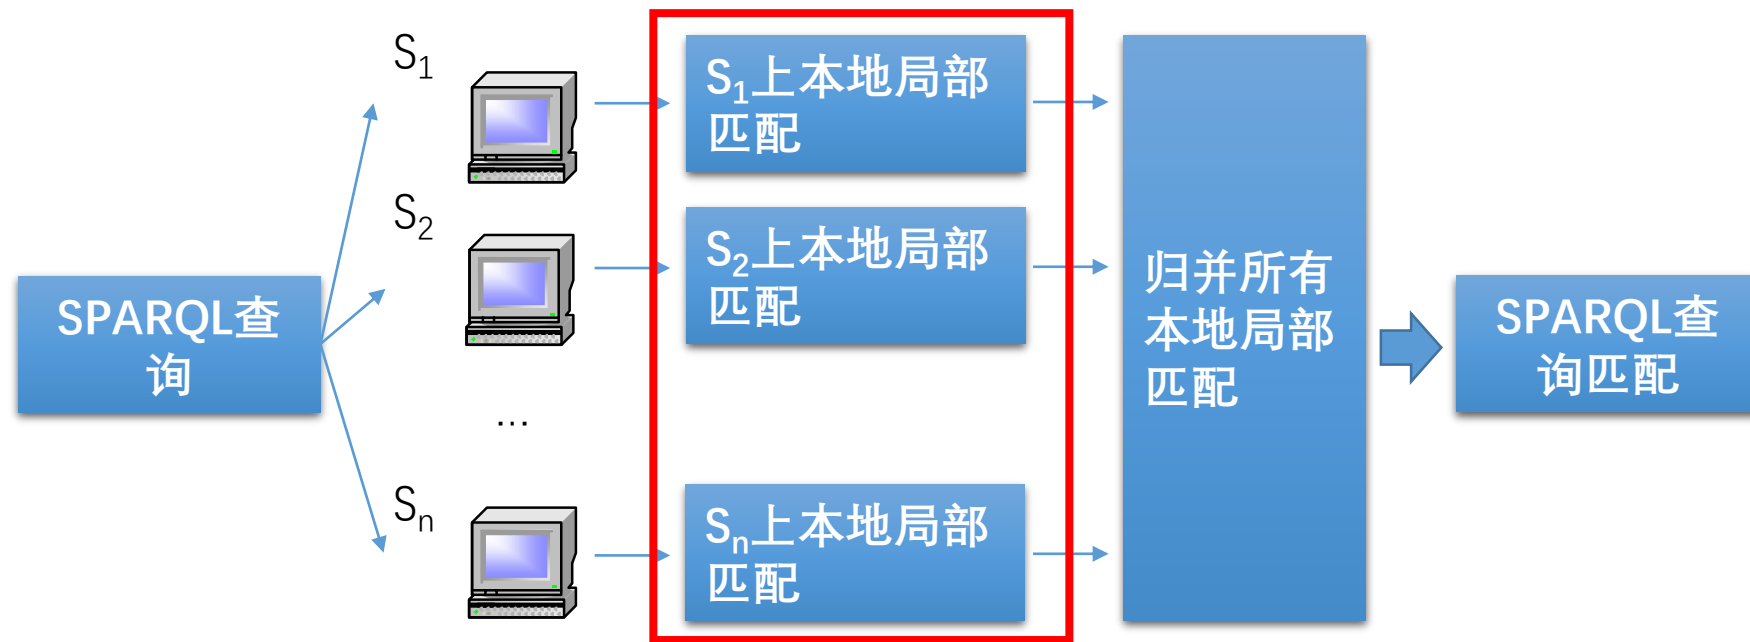 SPARQL查
询
S₁
S₂
...
Sₙ
S₁上本地局部
匹配
S₂上本地局部
匹配
Sₙ上本地局部
匹配
归并所有
本地局部
匹配
SPARQL查
询匹配